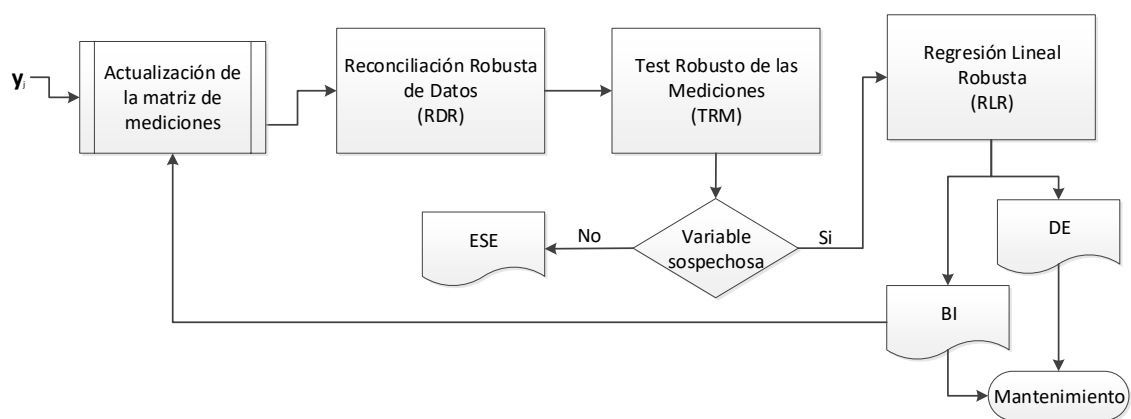 y_j
Actualización de
la matriz de
mediciones
Reconciliación Robusta
de Datos
(RDR)
Test Robusto de las
Mediciones
(TRM)
Regresión Lineal
Robusta
(RLR)
ESE
No
Variable
sospechosa
Si
DE
BI
Mantenimiento